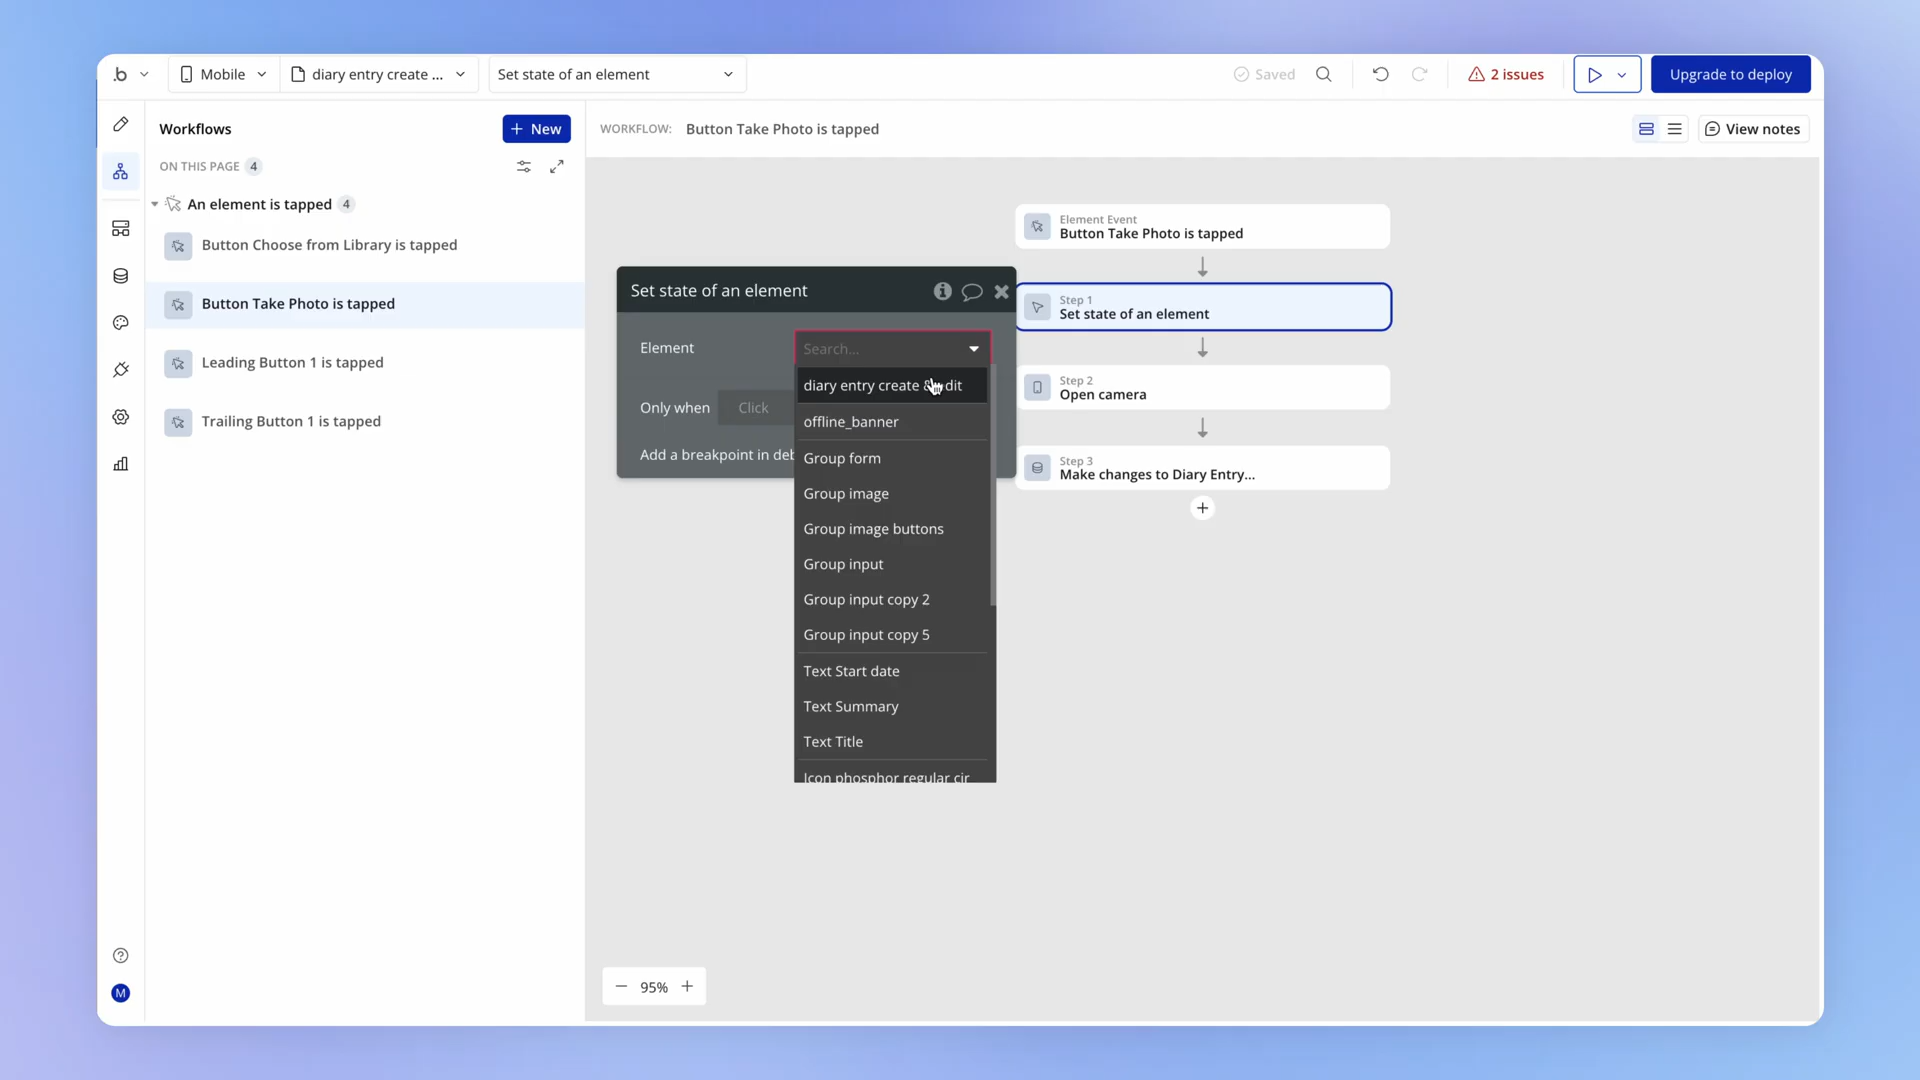 .b
Mobile
diary entry create ...
Set state of an element
Saved
2 issues
Upgrade to deploy
Workflows
+ New
WORKFLOW: Button Take Photo is tapped
View notes
ON THIS PAGE 4
An element is tapped 4
Button Choose from Library is tapped
Button Take Photo is tapped
Leading Button 1 is tapped
Trailing Button 1 is tapped
Element Event
Button Take Photo is tapped
Step 1
Set state of an element
Step 2
Open camera
Step 3
Make changes to Diary Entry...
Set state of an element
Element
Search...
Only when
Click
Add a breakpoint in deb
diary entry create & edit
offline_banner
Group form
Group image
Group image buttons
Group input
Group input copy 2
Group input copy 5
Text Start date
Text Summary
Text Title
Icon phosphor regular cir
95%
M